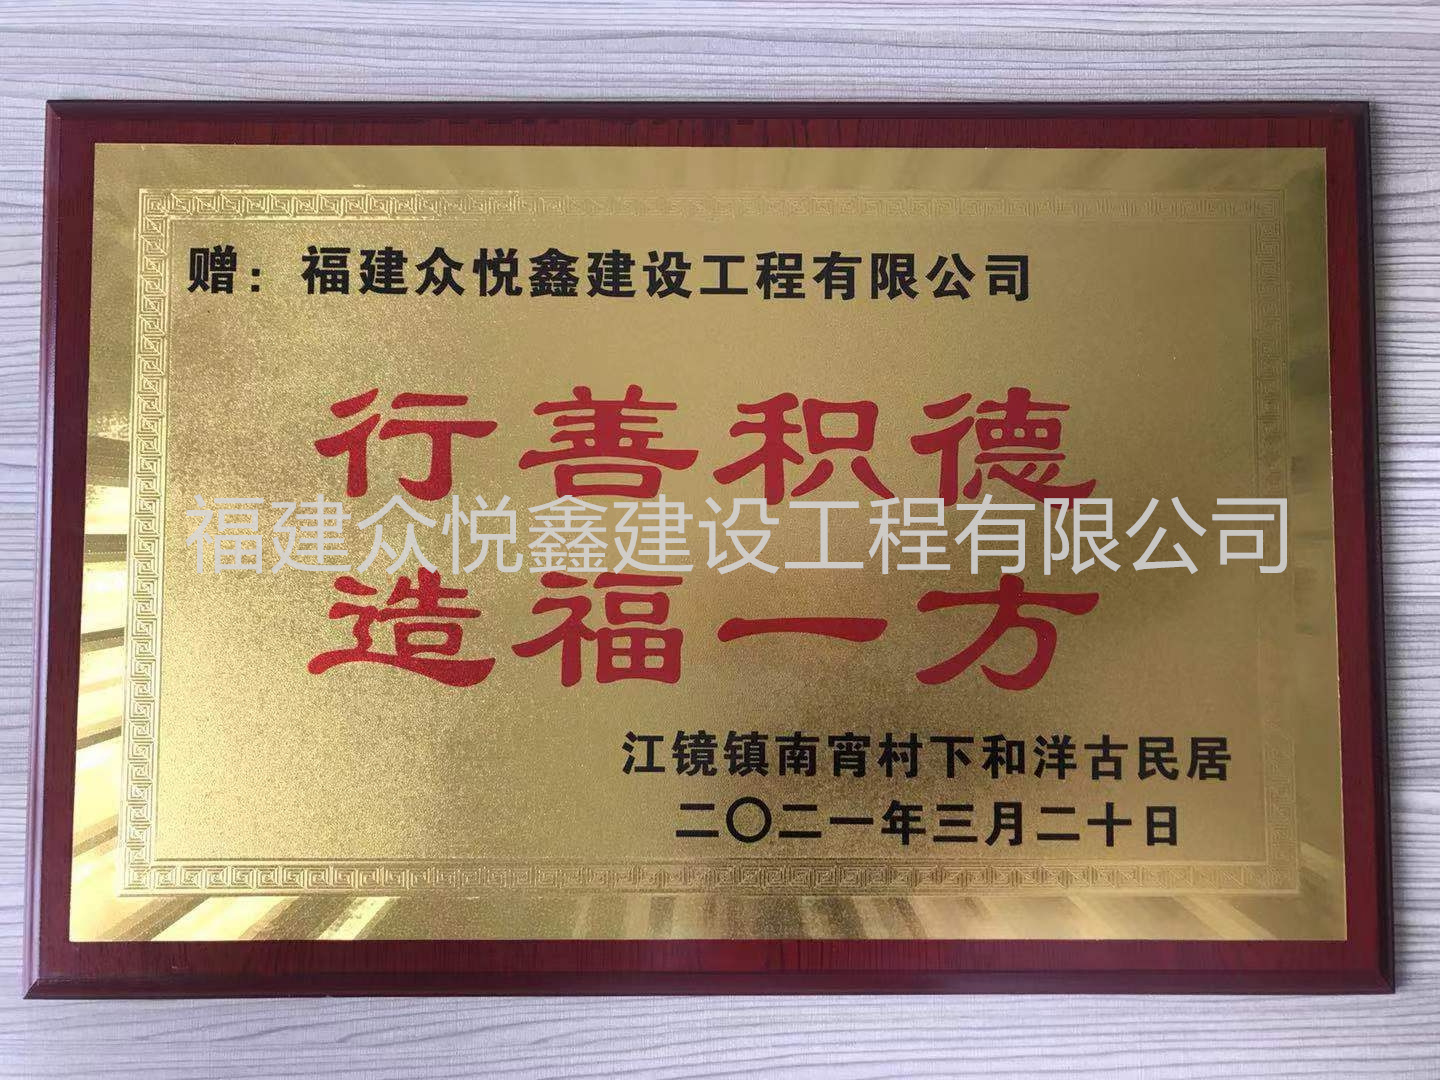 赠：福建众悦鑫建设工程有限公司
行善积德
福建众悦鑫建设工程有限公司
造福一方
江镜镇南宵村下和洋古民居
二〇二一年三月二十日